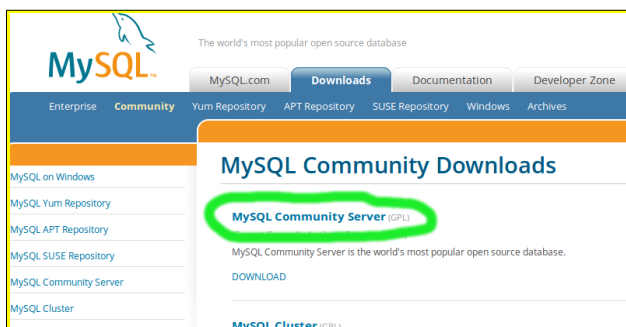 MySQL™
The world's most popular open source database
MySQL.com Downloads Documentation Developer Zone
Enterprise Community Yum Repository APT Repository SUSE Repository Windows Archives
MySQL on Windows
MySQL Yum Repository
MySQL APT Repository
MySQL SUSE Repository
MySQL Community Server
MySQL Cluster
MySQL Community Downloads
MySQL Community Server (GPL)
MySQL Community Server is the world's most popular open source database.
DOWNLOAD
MySQL Cluster (GPL)